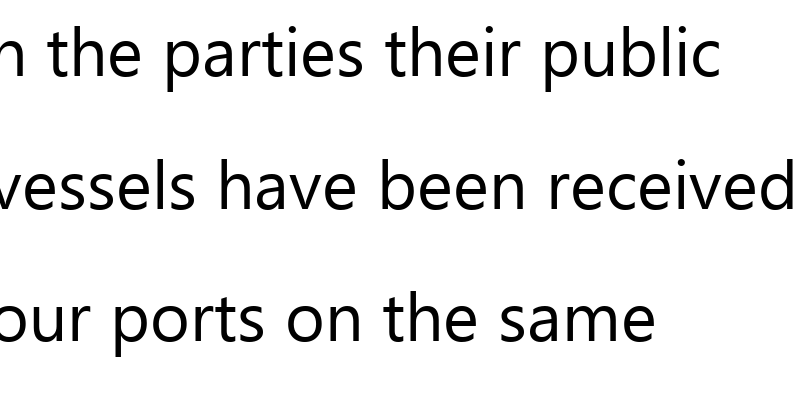 the parties their public
vessels have been received
our ports on the same